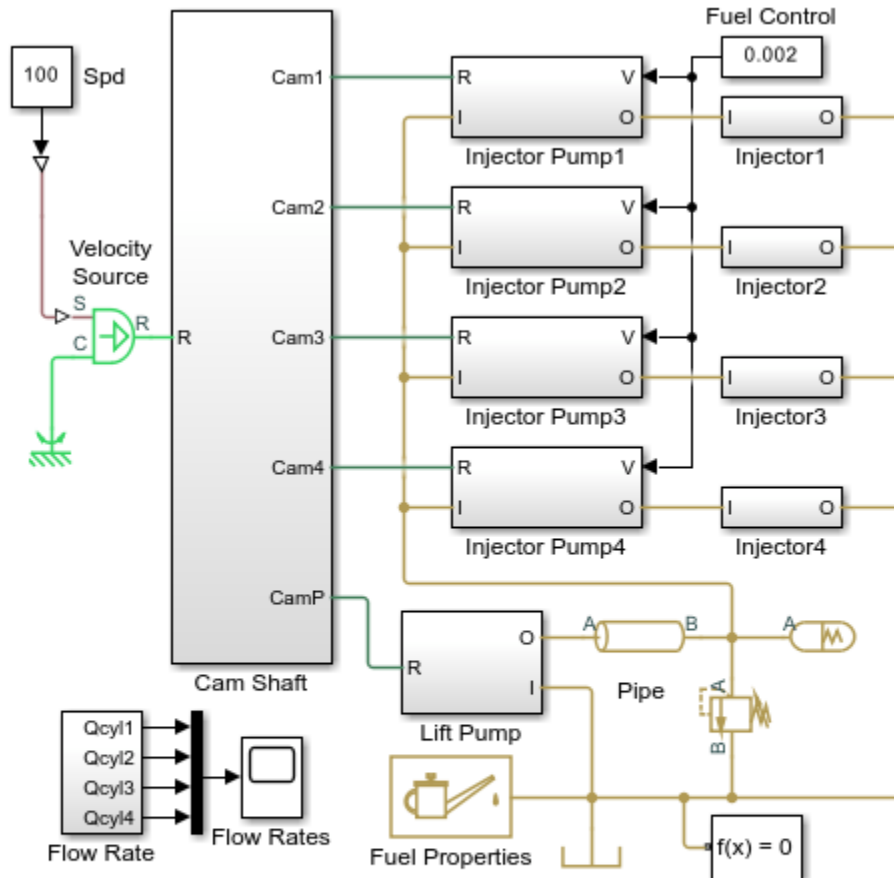 Fuel Control
0.002
100
Spd
Cam1
R
V
I
O
I
O
Injector Pump1
Injector1
Cam2
R
V
I
O
I
O
Injector Pump2
Injector2
Velocity
Source
S
C
R
R
Cam3
R
V
I
O
I
O
Injector Pump3
Injector3
Cam4
R
V
I
O
I
O
Injector Pump4
Injector4
CamP
Cam Shaft
R
O
I
Lift Pump
A
B
Pipe
A
A
B
Qcyl1
Qcyl2
Qcyl3
Qcyl4
Flow Rate
Flow Rates
Fuel Properties
f(x) = 0